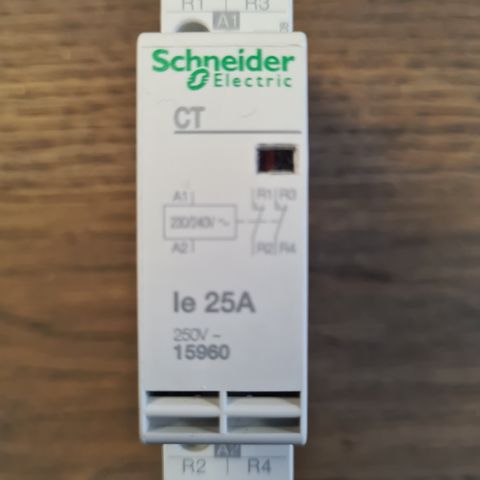 R1 R3
A1
Schneider
Electric
CT
A1 R1 R3
230/240V ~
A2 R2 R4
Ie 25A
250V ~
15960
A2
R2 R4